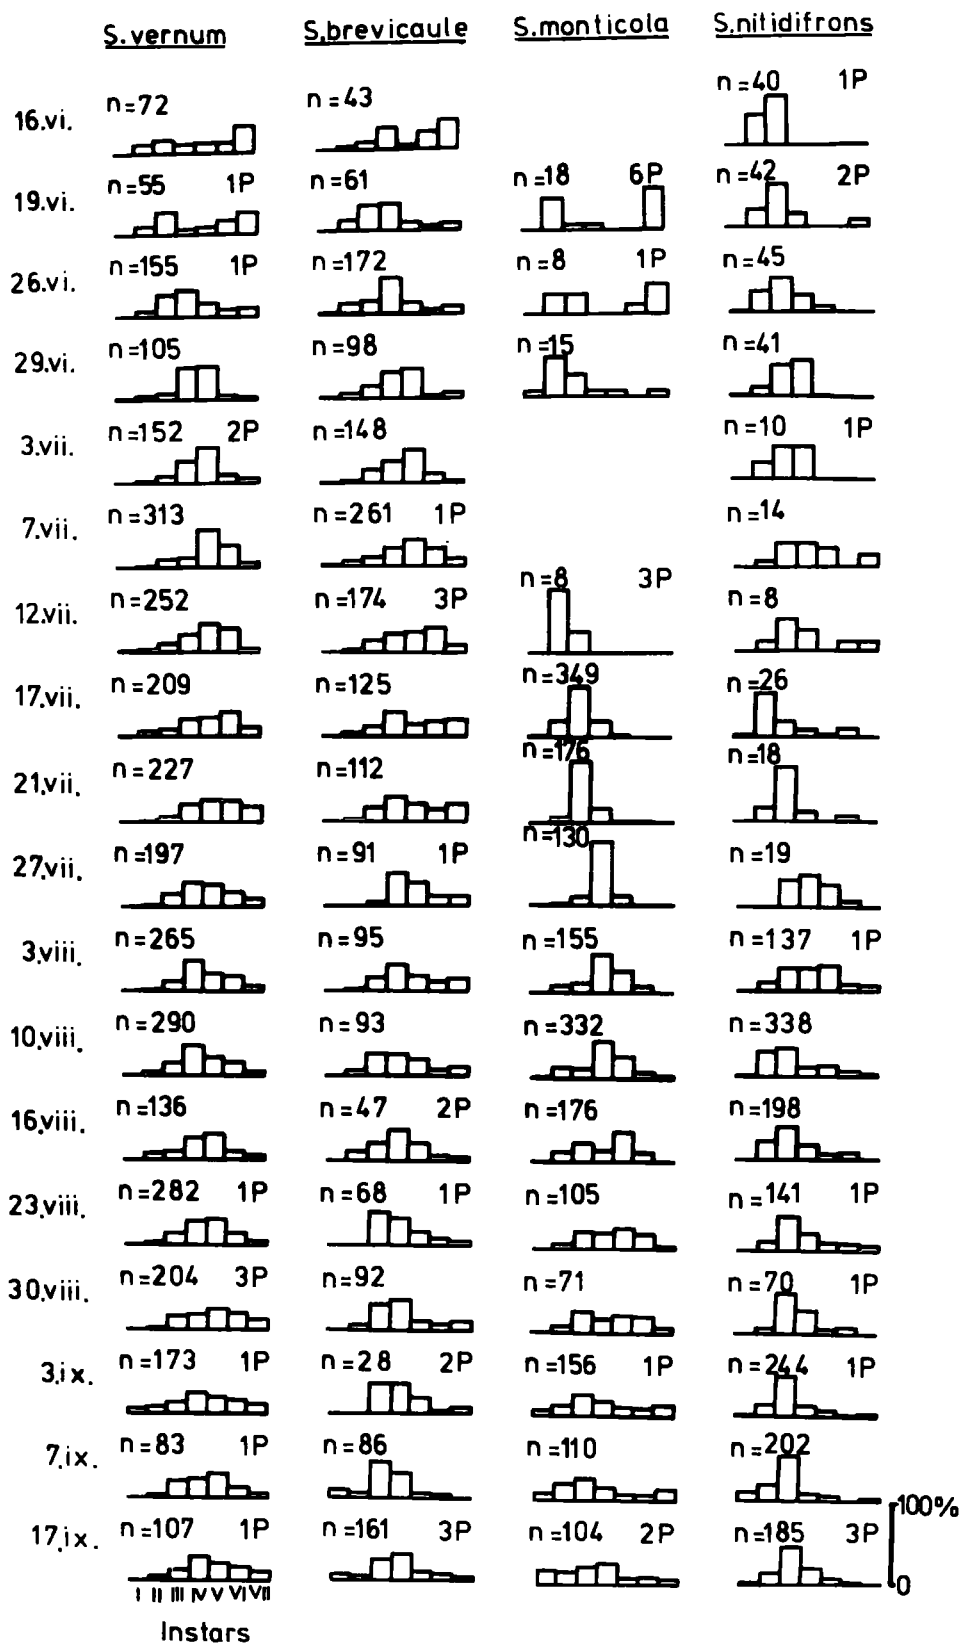 S.vernum S.brevicaule S.monticola S.nitidifrons
16.vi. n=72 n=43 n=40 1P
19.vi. n=55 1P n=61 n=18 6P n=42 2P
26.vi. n=155 1P n=172 n=8 1P n=45
29.vi. n=105 n=98 n=15 n=41
3.vii. n=152 2P n=148 n=10 1P
7.vii. n=313 n=261 1P n=14
12.vii. n=252 n=174 3P n=8 3P n=8
17.vii. n=209 n=125 n=349 n=26
21.vii. n=227 n=112 n=176 n=18
27.vii. n=197 n=91 1P n=130 n=19
3.viii. n=265 n=95 n=155 n=137 1P
10.viii. n=290 n=93 n=332 n=338
16.viii. n=136 n=47 2P n=176 n=198
23.viii. n=282 1P n=68 1P n=105 n=141 1P
30.viii. n=204 3P n=92 n=71 n=70 1P
3.ix. n=173 1P n=28 2P n=156 1P n=244 1P
7.ix. n=83 1P n=86 n=110 n=202
100%
17.ix. n=107 1P n=161 3P n=104 2P n=185 3P
0
I II III IV V VI VII
Instars